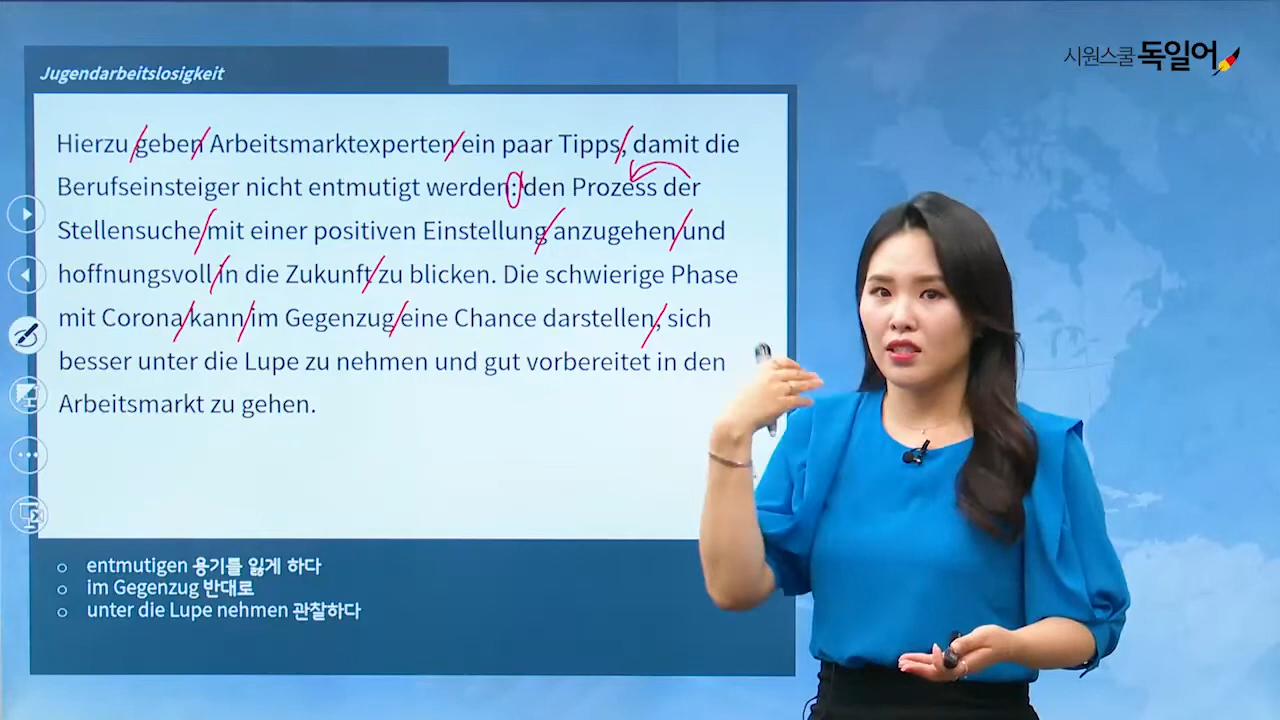 시원스쿨 독일어
Jugendarbeitslosigkeit
Hierzu geben Arbeitsmarktexperten ein paar Tipps, damit die
Berufseinsteiger nicht entmutigt werden: den Prozess der
Stellensuche mit einer positiven Einstellung anzugehen und
hoffnungsvoll in die Zukunft zu blicken. Die schwierige Phase
mit Corona kann im Gegenzug eine Chance darstellen, sich
besser unter die Lupe zu nehmen und gut vorbereitet in den
Arbeitsmarkt zu gehen.
entmutigen 용기를 잃게 하다
im Gegenzug 반대로
unter die Lupe nehmen 관찰하다